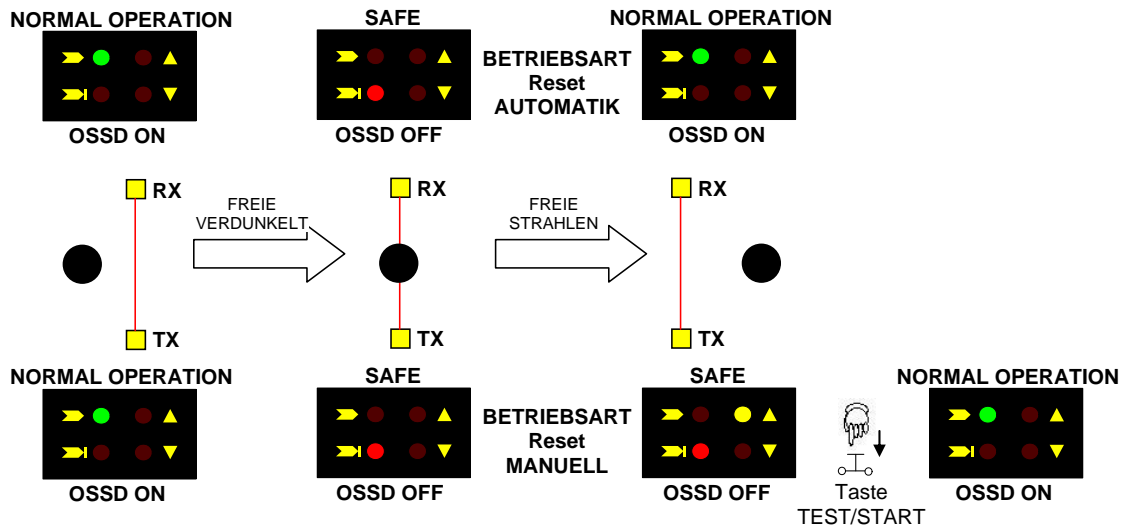 NORMAL OPERATION
SAFE
NORMAL OPERATION
BETRIEBSART
Reset
AUTOMATIK
OSSD ON
OSSD OFF
OSSD ON
RX
RX
RX
FREIE
VERDUNKELT
FREIE
STRAHLEN
TX
TX
TX
NORMAL OPERATION
SAFE
SAFE
NORMAL OPERATION
BETRIEBSART
Reset
MANUELL
OSSD ON
OSSD OFF
OSSD OFF
Taste
TEST/START
OSSD ON